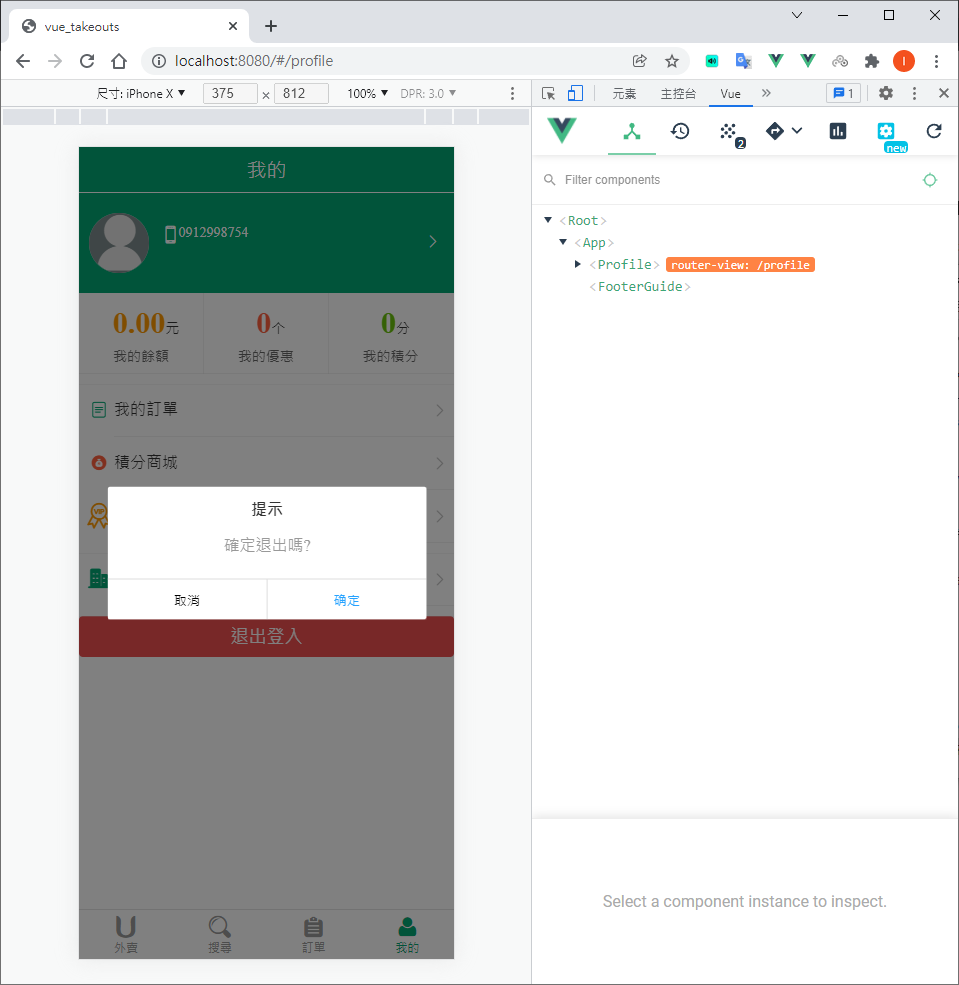 vue_takeouts
localhost:8080/#/profile
尺寸: iPhone X ▼ 375 × 812 100% ▼ DPR: 3.0 ▼
元素 主控台 Vue » 1
2 new
Filter components
<Root>
<App>
<Profile> router-view: /profile
<FooterGuide>
Select a component instance to inspect.
我的
0912998754
0.00元 0个 0分
我的餘額 我的優惠 我的積分
我的訂單
積分商城
VIP
提示
確定退出嗎?
取消 确定
退出登入
外賣 搜尋 訂單 我的
I